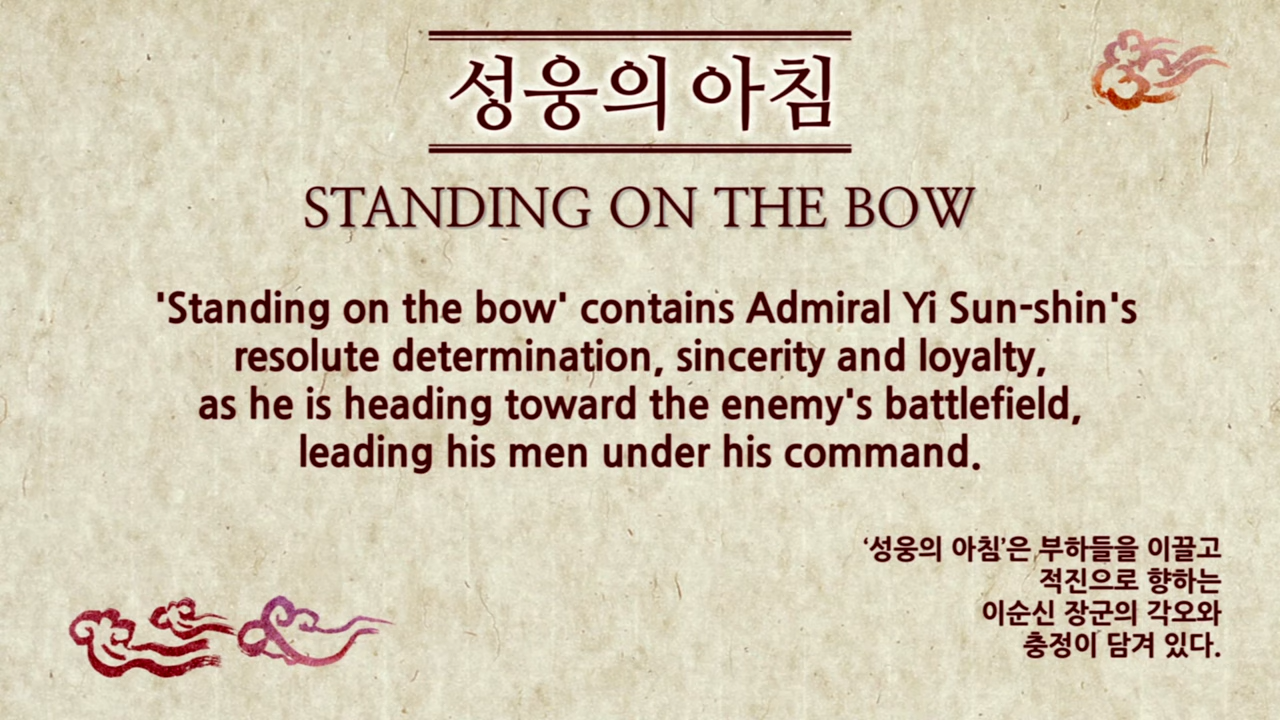 성웅의 아침
STANDING ON THE BOW
'Standing on the bow' contains Admiral Yi Sun-shin's
resolute determination, sincerity and loyalty,
as he is heading toward the enemy's battlefield,
leading his men under his command.
‘성웅의 아침’은 부하들을 이끌고
적진으로 향하는
이순신 장군의 각오와
충정이 담겨 있다.